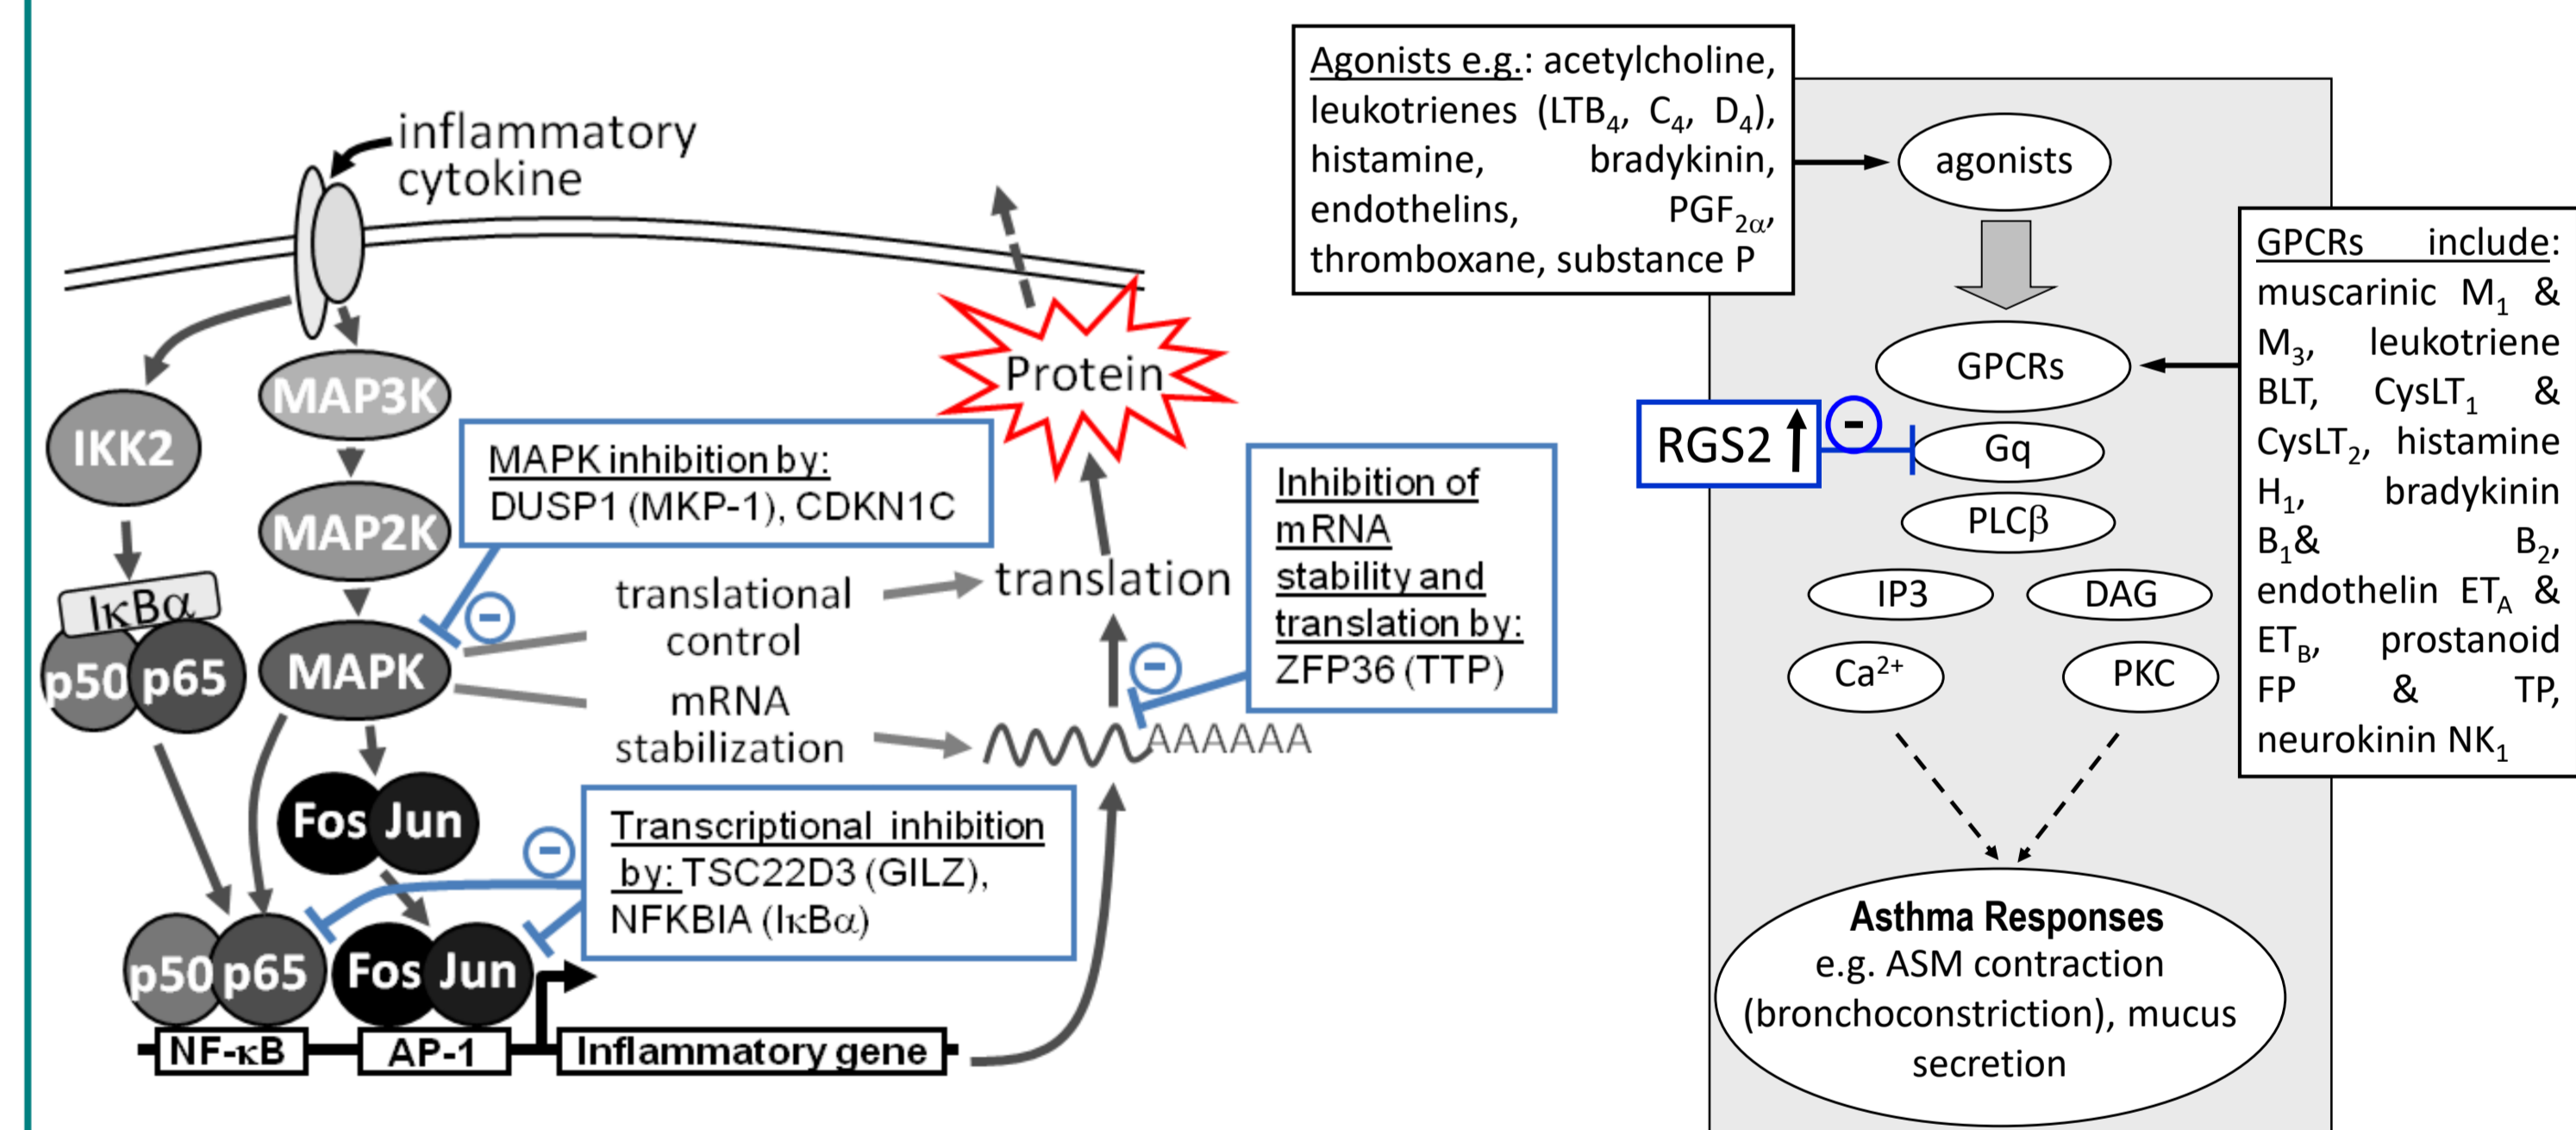 inflammatory
cytokine
IKK2
MAP3K
MAP2K
MAPK
IκBα
p50 p65
MAPK inhibition by:
DUSP1 (MKP-1), CDKN1C
-
translational
control
mRNA
stabilization
translation
Protein
Inhibition of
mRNA
stability and
translation by:
ZFP36 (TTP)
-
AAAAAA
Fos Jun
Transcriptional inhibition
by: TSC22D3 (GILZ),
NFKBIA (IκBα)
-
p50 p65 Fos Jun
NF-κB AP-1 Inflammatory gene
Agonists e.g.: acetylcholine,
leukotrienes (LTB4, C4, D4),
histamine, bradykinin,
endothelins, PGF2α,
thromboxane, substance P
agonists
GPCRs
RGS2
-
Gq
PLCβ
IP3 DAG
Ca2+ PKC
GPCRs include:
muscarinic M1 &
M3, leukotriene
BLT, CysLT1 &
CysLT2, histamine
H1, bradykinin
B1& B2,
endothelin ETA &
ETB, prostanoid
FP & TP,
neurokinin NK1
Asthma Responses
e.g. ASM contraction
(bronchoconstriction), mucus
secretion